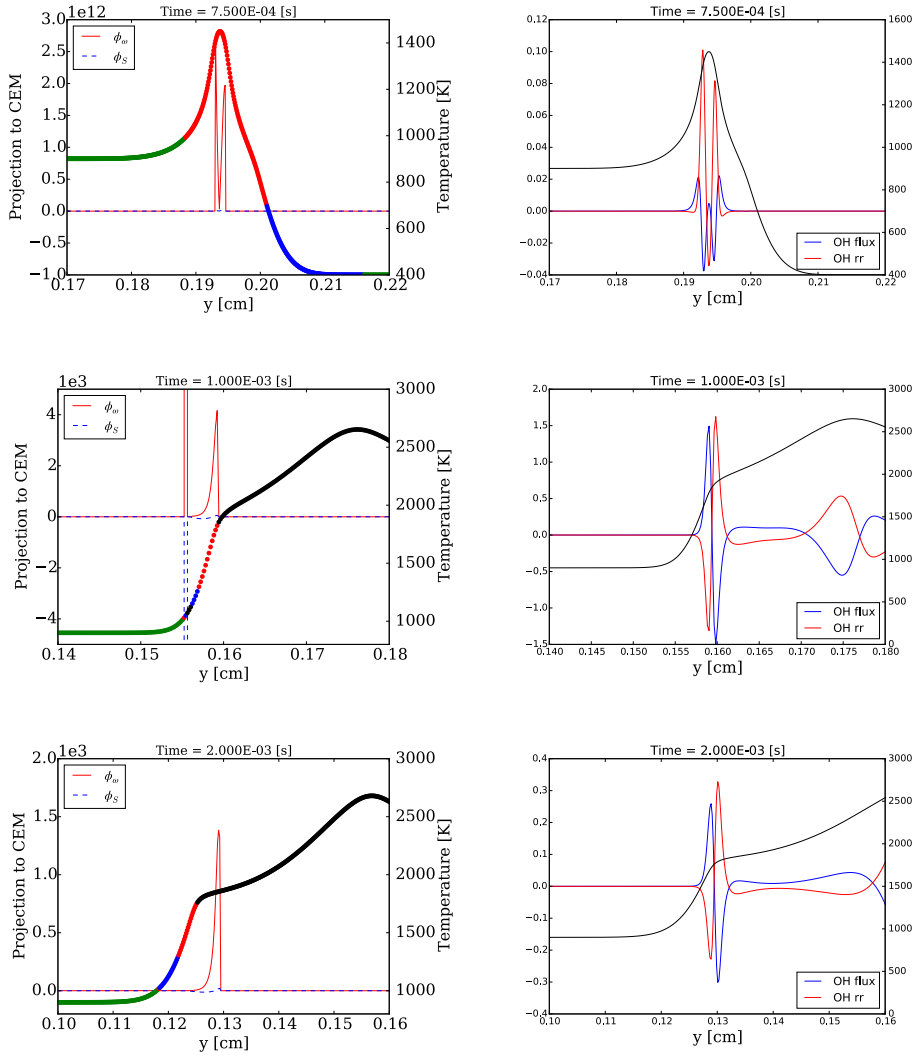 Time = 7.500E-04 [s]
3.0 1e12
ϕ_ω
ϕ_S
2.5
2.0
1.5
1.0
0.5
0.0
−0.5
−1.0
Projection to CEM
1400
1200
1000
800
600
400
Temperature [K]
0.17 0.18 0.19 0.20 0.21 0.22
y [cm]
Time = 7.500E-04 [s]
0.12
0.10
0.08
0.06
0.04
0.02
0.00
−0.02
−0.04
1600
1400
1200
1000
800
600
400
OH flux
OH rr
0.17 0.18 0.19 0.20 0.21 0.22
y [cm]
Time = 1.000E-03 [s]
1e3
ϕ_ω
ϕ_S
4
2
0
−2
−4
Projection to CEM
3000
2500
2000
1500
1000
Temperature [K]
0.14 0.15 0.16 0.17 0.18
y [cm]
Time = 1.000E-03 [s]
2.0
1.5
1.0
0.5
0.0
−0.5
−1.0
−1.5
3000
2500
2000
1500
1000
500
0
OH flux
OH rr
0.140 0.145 0.150 0.155 0.160 0.165 0.170 0.175 0.180
y [cm]
Time = 2.000E-03 [s]
2.0 1e3
ϕ_ω
ϕ_S
1.5
1.0
0.5
0.0
Projection to CEM
3000
2500
2000
1500
1000
Temperature [K]
0.10 0.11 0.12 0.13 0.14 0.15 0.16
y [cm]
Time = 2.000E-03 [s]
0.4
0.3
0.2
0.1
0.0
−0.1
−0.2
−0.3
−0.4
3000
2500
2000
1500
1000
500
0
OH flux
OH rr
0.10 0.11 0.12 0.13 0.14 0.15 0.16
y [cm]